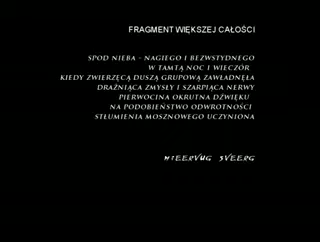 FRAGMENT WIĘKSZEJ CAŁOŚCI
SPOD NIEBA - NAGIEGO I BEZWSTYDNEGO
W TAMTĄ NOC I WIECZÓR
KIEDY ZWIERZĘCĄ DUSZĄ GRUPOWĄ ZAWŁADNĘŁA
DRAŻNIĄCA ZMYSŁY I SZARPIĄCA NERWY
PIERWOCINA OKRUTNA DŹWIĘKU
NA PODOBIEŃSTWO ODWROTNOŚCI
STŁUMIENIA MOSZNOWEGO UCZYNIONA